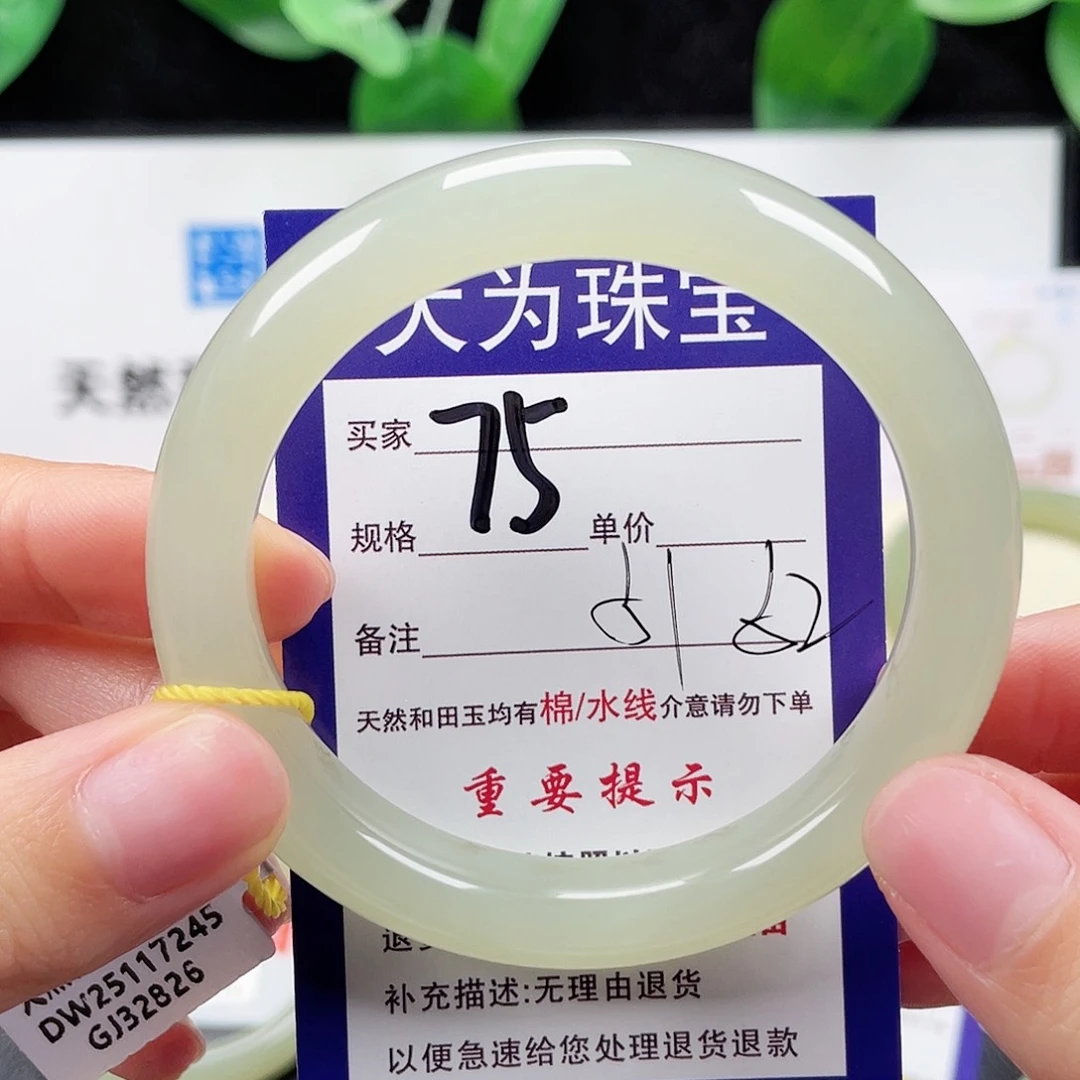 天然
大为珠宝
买家 75
规格 单价
备注
天然和田玉均有棉/水线介意请勿下单
重要提示
补充描述:无理由退货
以便急速给您处理退货退款
DW25117245
GJ32826